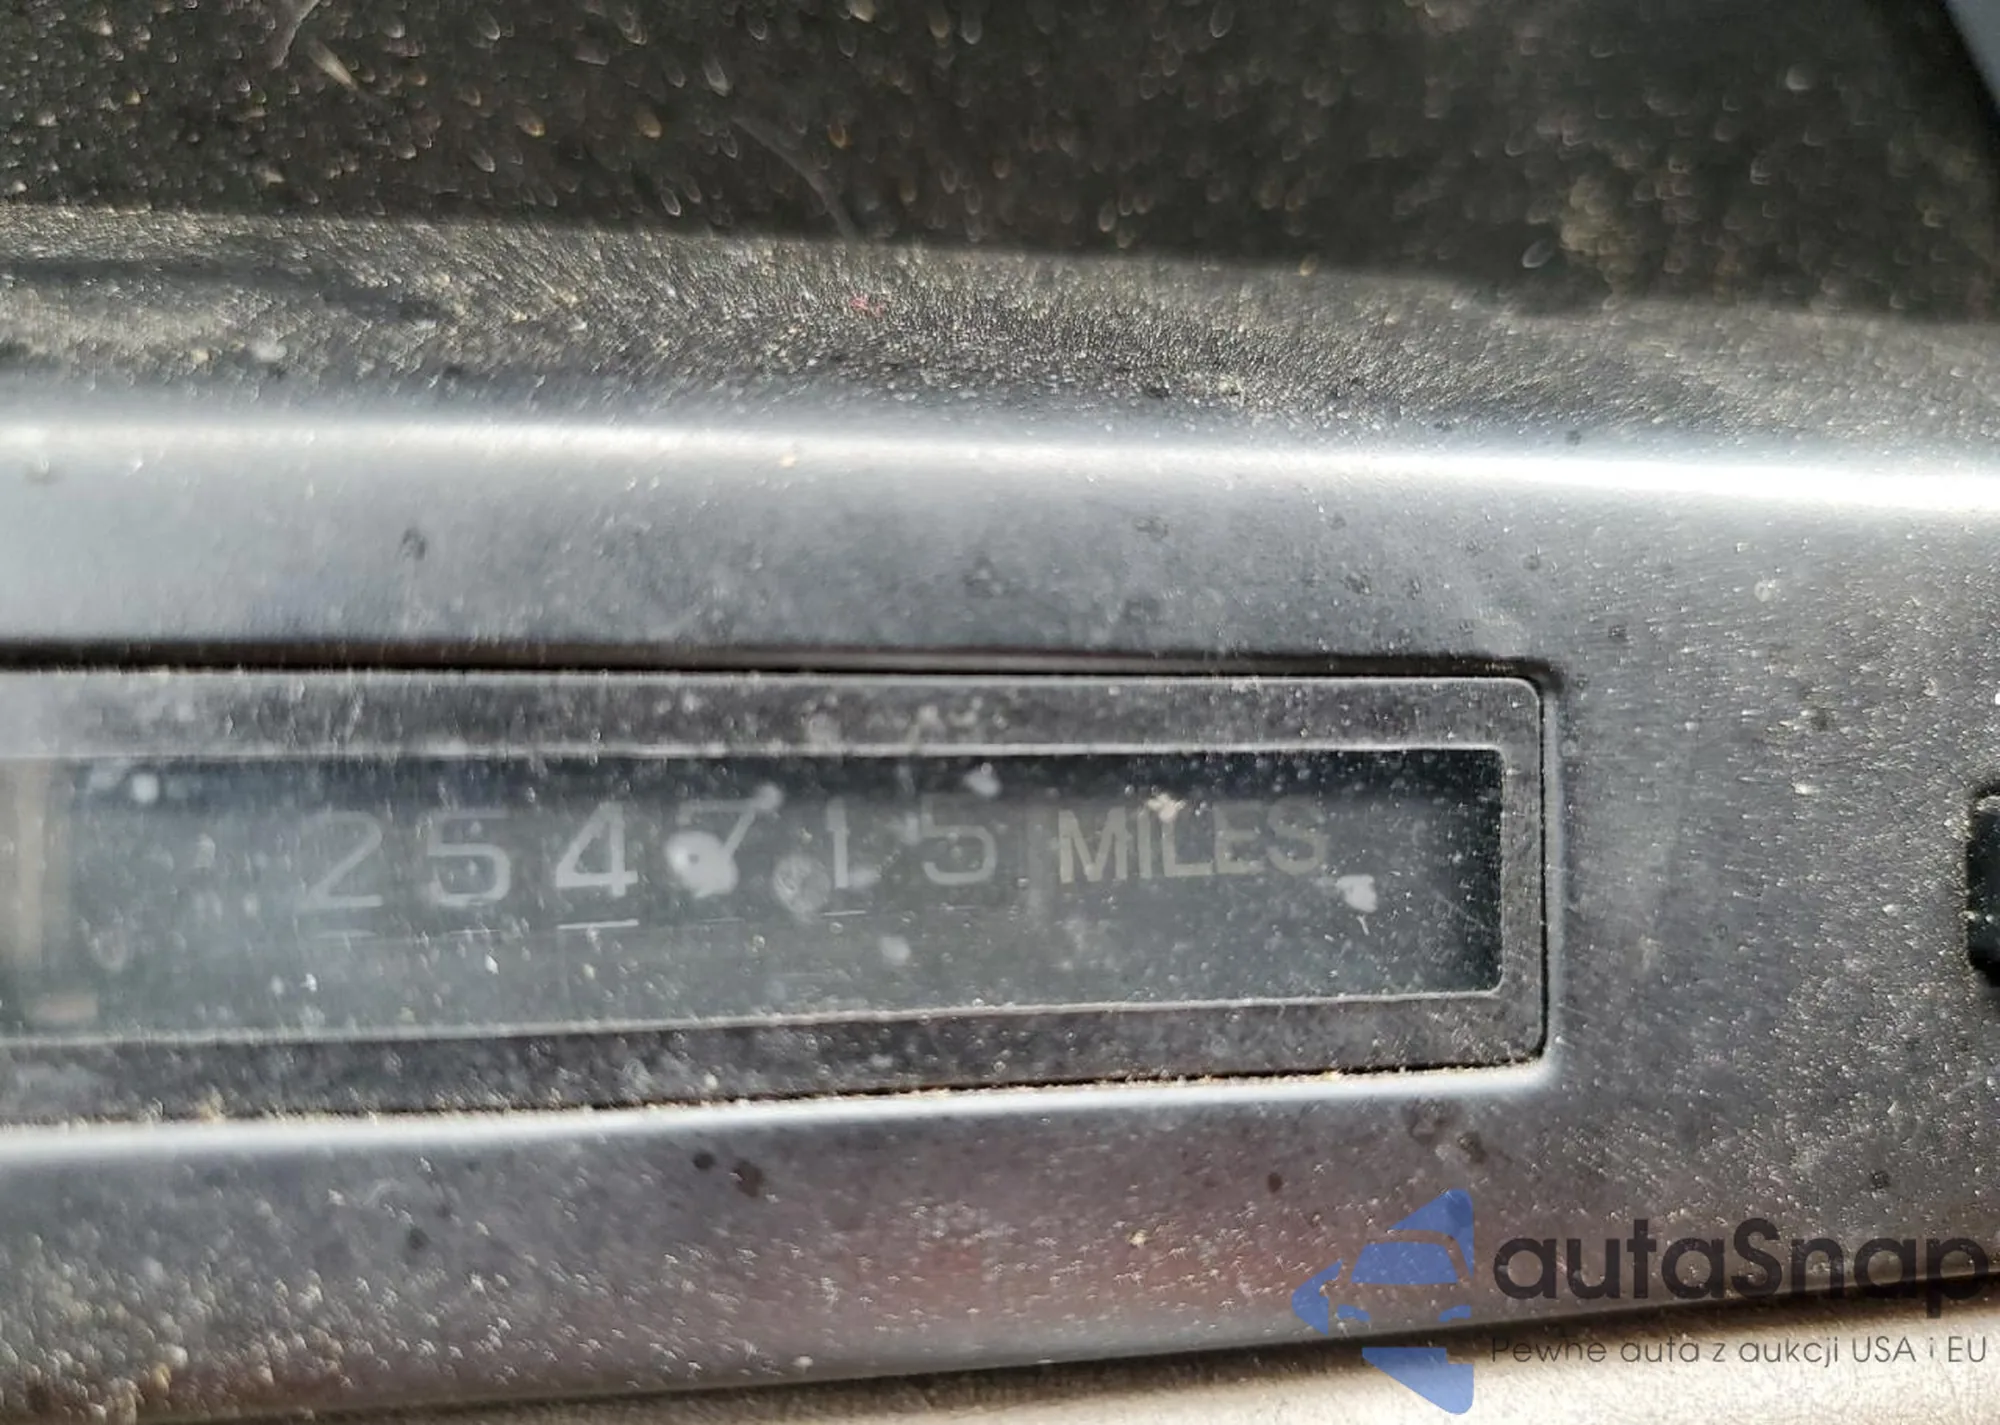 254715 MILES
autaSnap
Pewne auta z aukcji USA i EU